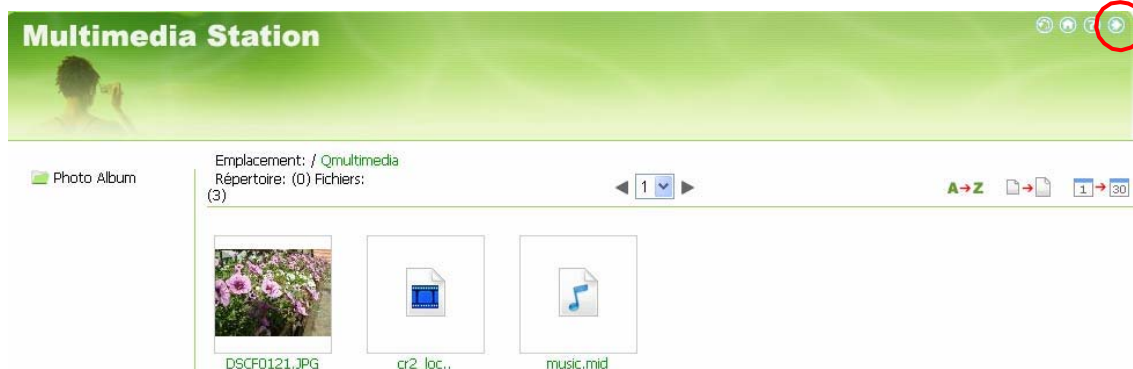 Multimedia Station
Photo Album
Emplacement: / Qmultimedia
Répertoire: (0) Fichiers:
(3)
1
A→Z
1→30
DSCF0121.JPG
cr2_loc..
music.mid